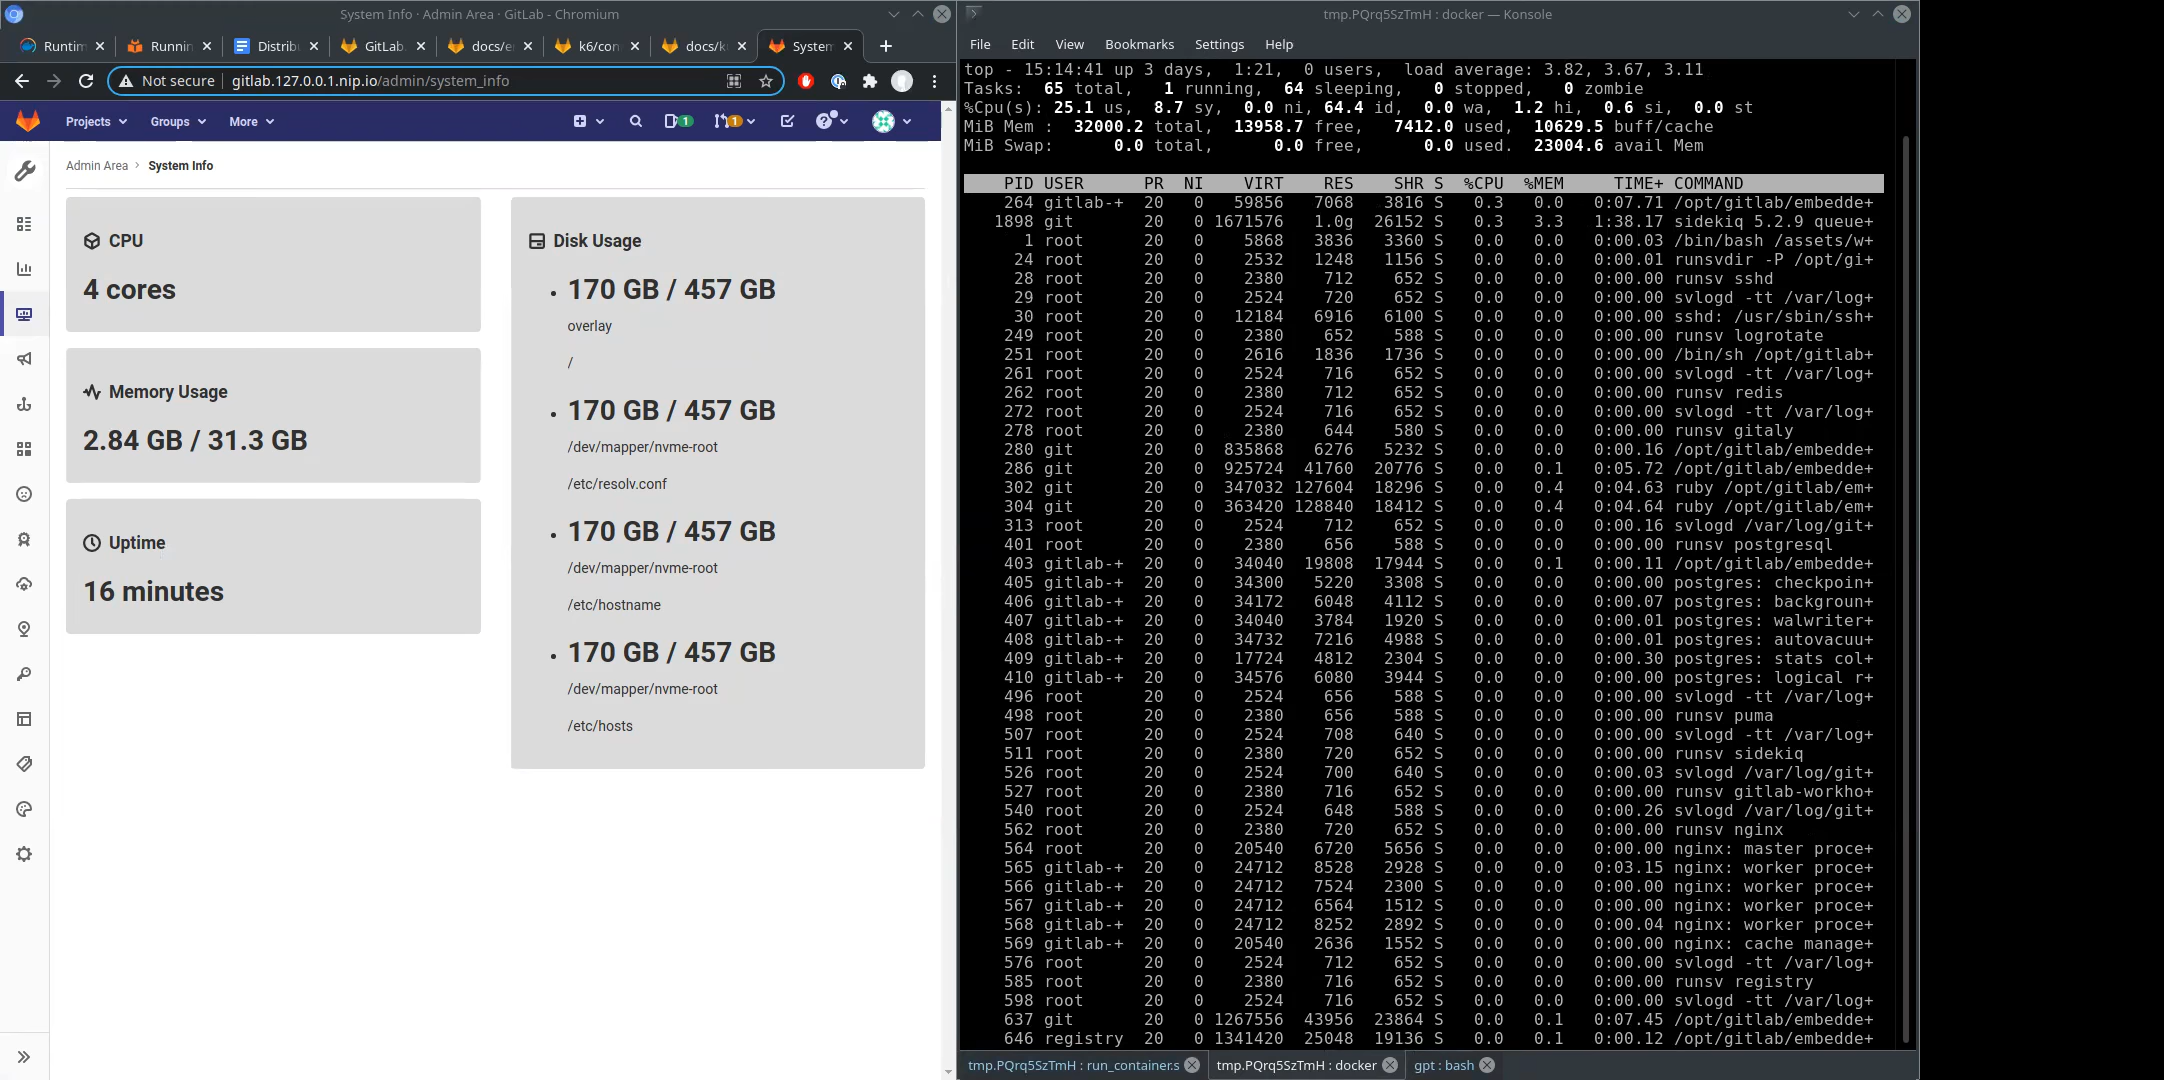 System Info · Admin Area · GitLab - Chromium
Runtim
Runnin
Distrib
GitLab.
docs/e
k6/con
docs/k
System
Not secure | gitlab.127.0.0.1.nip.io/admin/system_info
Projects
Groups
More
1
1
Admin Area › System Info
CPU
4 cores
Memory Usage
2.84 GB / 31.3 GB
Uptime
16 minutes
Disk Usage
170 GB / 457 GB
overlay
/
170 GB / 457 GB
/dev/mapper/nvme-root
/etc/resolv.conf
170 GB / 457 GB
/dev/mapper/nvme-root
/etc/hostname
170 GB / 457 GB
/dev/mapper/nvme-root
/etc/hosts
tmp.PQrq5SzTmH : docker — Konsole
File Edit View Bookmarks Settings Help
top - 15:14:41 up 3 days, 1:21, 0 users, load average: 3.82, 3.67, 3.11
Tasks: 65 total, 1 running, 64 sleeping, 0 stopped, 0 zombie
%Cpu(s): 25.1 us, 8.7 sy, 0.0 ni, 64.4 id, 0.0 wa, 1.2 hi, 0.6 si, 0.0 st
MiB Mem : 32000.2 total, 13958.7 free, 7412.0 used, 10629.5 buff/cache
MiB Swap: 0.0 total, 0.0 free, 0.0 used. 23004.6 avail Mem
PID USER PR NI VIRT RES SHR S %CPU %MEM TIME+ COMMAND
264 gitlab-+ 20 0 59856 7068 3816 S 0.3 0.0 0:07.71 /opt/gitlab/embedde+
1898 git 20 0 1671576 1.0g 26152 S 0.3 3.3 1:38.17 sidekiq 5.2.9 queue+
1 root 20 0 5868 3836 3360 S 0.0 0.0 0:00.03 /bin/bash /assets/w+
24 root 20 0 2532 1248 1156 S 0.0 0.0 0:00.01 runsvdir -P /opt/gi+
28 root 20 0 2380 712 652 S 0.0 0.0 0:00.00 runsv sshd
29 root 20 0 2524 720 652 S 0.0 0.0 0:00.00 svlogd -tt /var/log+
30 root 20 0 12184 6916 6100 S 0.0 0.0 0:00.00 sshd: /usr/sbin/ssh+
249 root 20 0 2380 652 588 S 0.0 0.0 0:00.00 runsv logrotate
251 root 20 0 2616 1836 1736 S 0.0 0.0 0:00.00 /bin/sh /opt/gitlab+
261 root 20 0 2524 716 652 S 0.0 0.0 0:00.00 svlogd -tt /var/log+
262 root 20 0 2380 712 652 S 0.0 0.0 0:00.00 runsv redis
272 root 20 0 2524 716 652 S 0.0 0.0 0:00.00 svlogd -tt /var/log+
278 root 20 0 2380 644 580 S 0.0 0.0 0:00.00 runsv gitaly
280 git 20 0 835868 6276 5232 S 0.0 0.0 0:00.16 /opt/gitlab/embedde+
286 git 20 0 925724 41760 20776 S 0.0 0.1 0:05.72 /opt/gitlab/embedde+
302 git 20 0 347032 127604 18296 S 0.0 0.4 0:04.63 ruby /opt/gitlab/em+
304 git 20 0 363420 128840 18412 S 0.0 0.4 0:04.64 ruby /opt/gitlab/em+
313 root 20 0 2524 712 652 S 0.0 0.0 0:00.16 svlogd /var/log/git+
401 root 20 0 2380 656 588 S 0.0 0.0 0:00.00 runsv postgresql
403 gitlab-+ 20 0 34040 19808 17944 S 0.0 0.1 0:00.11 /opt/gitlab/embedde+
405 gitlab-+ 20 0 34300 5220 3308 S 0.0 0.0 0:00.00 postgres: checkpoin+
406 gitlab-+ 20 0 34172 6048 4112 S 0.0 0.0 0:00.07 postgres: backgroun+
407 gitlab-+ 20 0 34040 3784 1920 S 0.0 0.0 0:00.01 postgres: walwriter+
408 gitlab-+ 20 0 34732 7216 4988 S 0.0 0.0 0:00.01 postgres: autovacuu+
409 gitlab-+ 20 0 17724 4812 2304 S 0.0 0.0 0:00.30 postgres: stats col+
410 gitlab-+ 20 0 34576 6080 3944 S 0.0 0.0 0:00.00 postgres: logical r+
496 root 20 0 2524 656 588 S 0.0 0.0 0:00.00 svlogd -tt /var/log+
498 root 20 0 2380 656 588 S 0.0 0.0 0:00.00 runsv puma
507 root 20 0 2524 708 640 S 0.0 0.0 0:00.00 svlogd -tt /var/log+
511 root 20 0 2380 720 652 S 0.0 0.0 0:00.00 runsv sidekiq
526 root 20 0 2524 700 640 S 0.0 0.0 0:00.03 svlogd /var/log/git+
527 root 20 0 2380 716 652 S 0.0 0.0 0:00.00 runsv gitlab-workho+
540 root 20 0 2524 648 588 S 0.0 0.0 0:00.26 svlogd /var/log/git+
562 root 20 0 2380 720 652 S 0.0 0.0 0:00.00 runsv nginx
564 root 20 0 20540 6720 5656 S 0.0 0.0 0:00.00 nginx: master proce+
565 gitlab-+ 20 0 24712 8528 2928 S 0.0 0.0 0:03.15 nginx: worker proce+
566 gitlab-+ 20 0 24712 7524 2300 S 0.0 0.0 0:00.00 nginx: worker proce+
567 gitlab-+ 20 0 24712 6564 1512 S 0.0 0.0 0:00.00 nginx: worker proce+
568 gitlab-+ 20 0 24712 8252 2892 S 0.0 0.0 0:00.04 nginx: worker proce+
569 gitlab-+ 20 0 20540 2636 1552 S 0.0 0.0 0:00.00 nginx: cache manage+
576 root 20 0 2524 712 652 S 0.0 0.0 0:00.00 svlogd -tt /var/log+
585 root 20 0 2380 716 652 S 0.0 0.0 0:00.00 runsv registry
598 root 20 0 2524 716 652 S 0.0 0.0 0:00.00 svlogd -tt /var/log+
637 git 20 0 1267556 43956 23864 S 0.0 0.1 0:07.45 /opt/gitlab/embedde+
646 registry 20 0 1341420 25048 19136 S 0.0 0.1 0:00.12 /opt/gitlab/embedde+
tmp.PQrq5SzTmH : run_container.s
tmp.PQrq5SzTmH : docker
gpt : bash